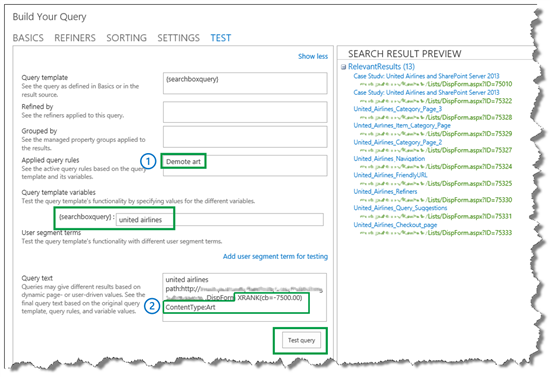 Build Your Query
BASICS REFINERS SORTING SETTINGS TEST
Show less
Query template
See the query as defined in Basics or in the
result source.
{searchboxquery}
Refined by
See the refiners applied to this query.
Grouped by
See the managed property groups applied to
the results.
Applied query rules
See the active query rules based on the query
template and its variables.
1
Demote art
Query template variables
Test the query template's functionality by specifying values for the different variables.
{searchboxquery} : united airlines
User segment terms
Test the query template's functionality with different user segment terms.
Add user segment term for testing
Query text
Queries may give different results based on
dynamic page- or user-driven values. See the
final query text based on the original query
template, query rules, and variable values.
2
united airlines
path:http://
DispForm XRANK(cb=-7500.00)
ContentType:Art
Test query
SEARCH RESULT PREVIEW
RelevantResults (13)
Case Study: United Airlines and SharePoint Server 2013
/Lists/DispForm.aspx?ID=75010
Case Study: United Airlines and SharePoint Server 2013
/Lists/DispForm.aspx?ID=75322
United_Airlines_Category_Page_3
/Lists/DispForm.aspx?ID=75328
United_Airlines_Item_Category_Page
/Lists/DispForm.aspx?ID=75329
United_Airlines_Category_Page_2
/Lists/DispForm.aspx?ID=75327
United_Airlines_Navigation
/Lists/DispForm.aspx?ID=75324
United_Airlines_FriendlyURL
/Lists/DispForm.aspx?ID=75325
United_Airlines_Refiners
/Lists/DispForm.aspx?ID=75330
United_Airlines_Query_Suggestions
/Lists/DispForm.aspx?ID=75331
United_Airlines_Checkout_page
/Lists/DispForm.aspx?ID=75333